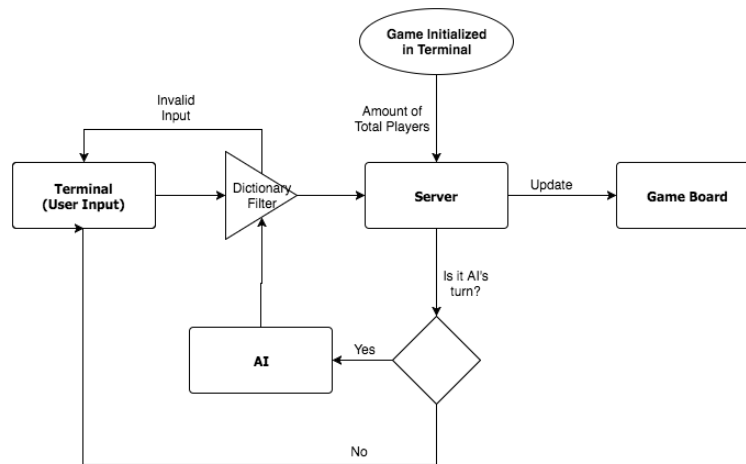 Game Initialized
in Terminal
Invalid
Input
Amount of
Total Players
Terminal
(User Input)
Dictionary
Filter
Server
Update
Game Board
Is it AI's
turn?
AI
Yes
No